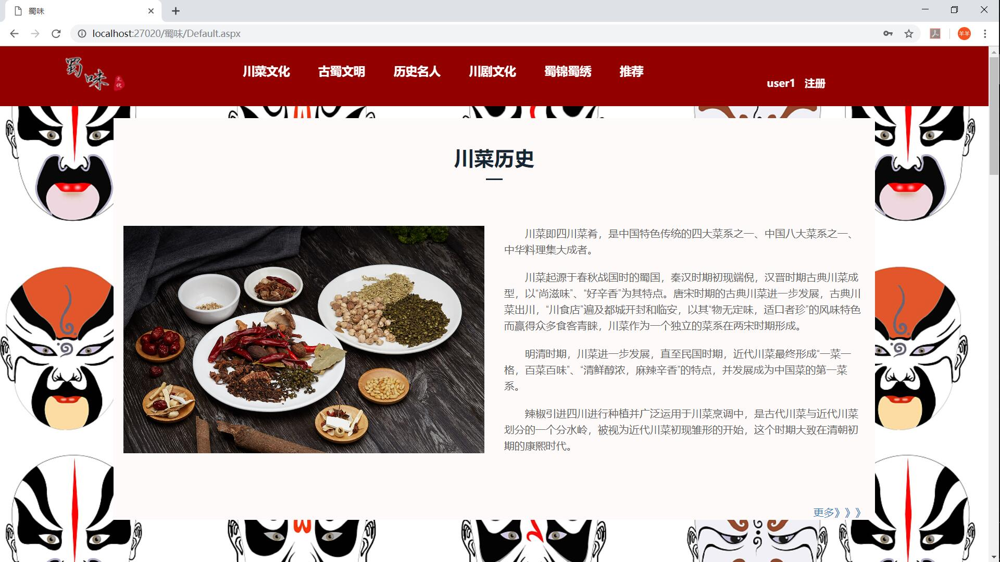 蜀味
localhost:27020/蜀味/Default.aspx
羊羊
蜀味
文化
川菜文化 古蜀文明 历史名人 川剧文化 蜀锦蜀绣 推荐
user1 注册
川菜历史
川菜即四川菜肴，是中国特色传统的四大菜系之一、中国八大菜系之一、
中华料理集大成者。
川菜起源于春秋战国时的蜀国，秦汉时期初现端倪，汉晋时期古典川菜成
型，以“尚滋味”、“好辛香”为其特点。唐宋时期的古典川菜进一步发展，古典川
菜出川，“川食店”遍及都城开封和临安，以其“物无定味，适口者珍”的风味特色
而赢得众多食客青睐，川菜作为一个独立的菜系在两宋时期形成。
明清时期，川菜进一步发展，直至民国时期，近代川菜最终形成“一菜一
格，百菜百味”、“清鲜醇浓，麻辣辛香”的特点，并发展成为中国菜的第一菜
系。
辣椒引进四川进行种植并广泛运用于川菜烹调中，是古代川菜与近代川菜
划分的一个分水岭，被视为近代川菜初现雏形的开始，这个时期大致在清朝初
期的康熙时代。
更多》》》